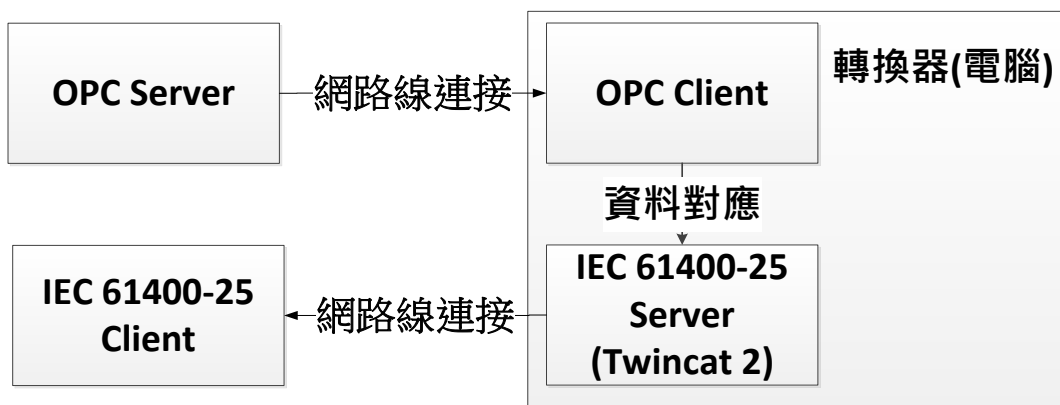 OPC Server
網路線連接
OPC Client
轉換器(電腦)
資料對應
IEC 61400-25
Client
網路線連接
IEC 61400-25
Server
(Twincat 2)